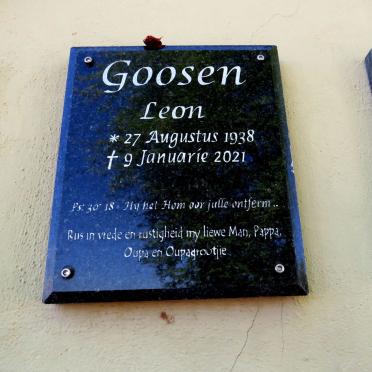 Goosen
Leon
* 27 Augustus 1938
† 9 Januarie 2021
Ps: 30: 18 - Hy het Hom oor julle ontferm...
Rus in vrede en rustigheid my liewe Man, Pappa,
Oupa en Oupagrootjie